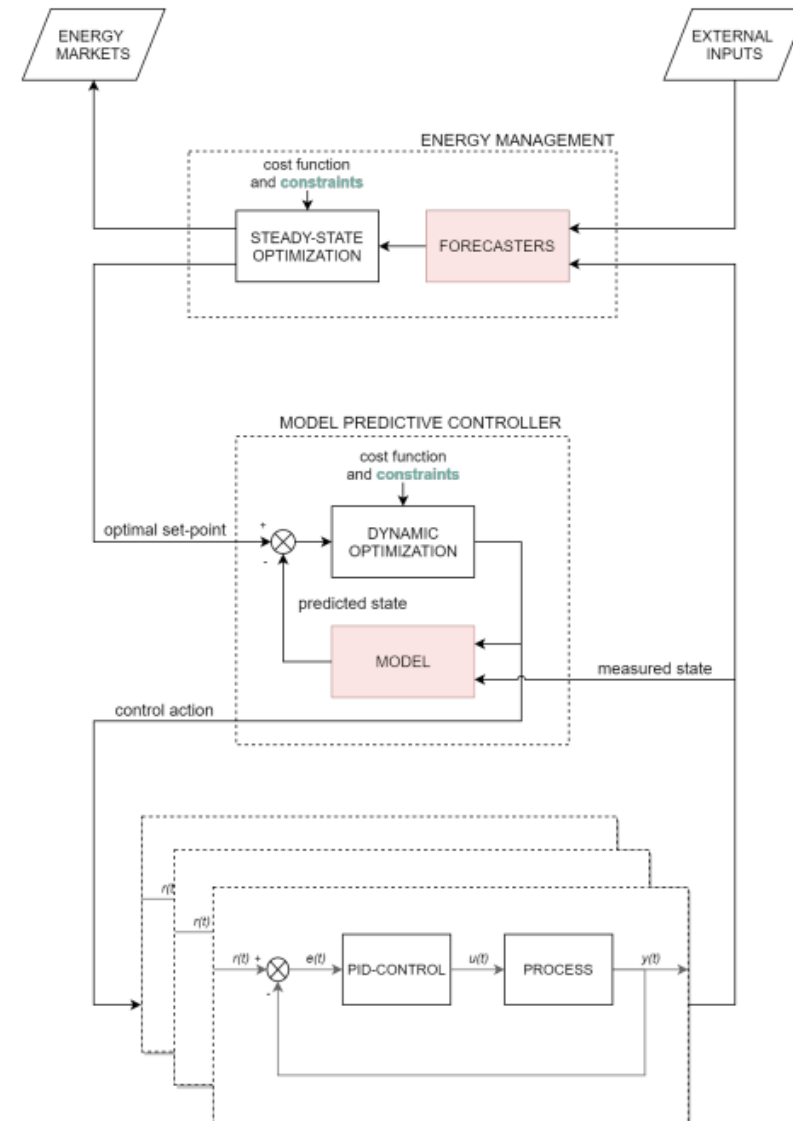 ENERGY
MARKETS
EXTERNAL
INPUTS
ENERGY MANAGEMENT
cost function
and constraints
STEADY-STATE
OPTIMIZATION
FORECASTERS
MODEL PREDICTIVE CONTROLLER
cost function
and constraints
optimal set-point
+
-
DYNAMIC
OPTIMIZATION
predicted state
MODEL
measured state
control action
r(t)
r(t)
r(t) +
-
e(t)
PID-CONTROL
u(t)
PROCESS
y(t)